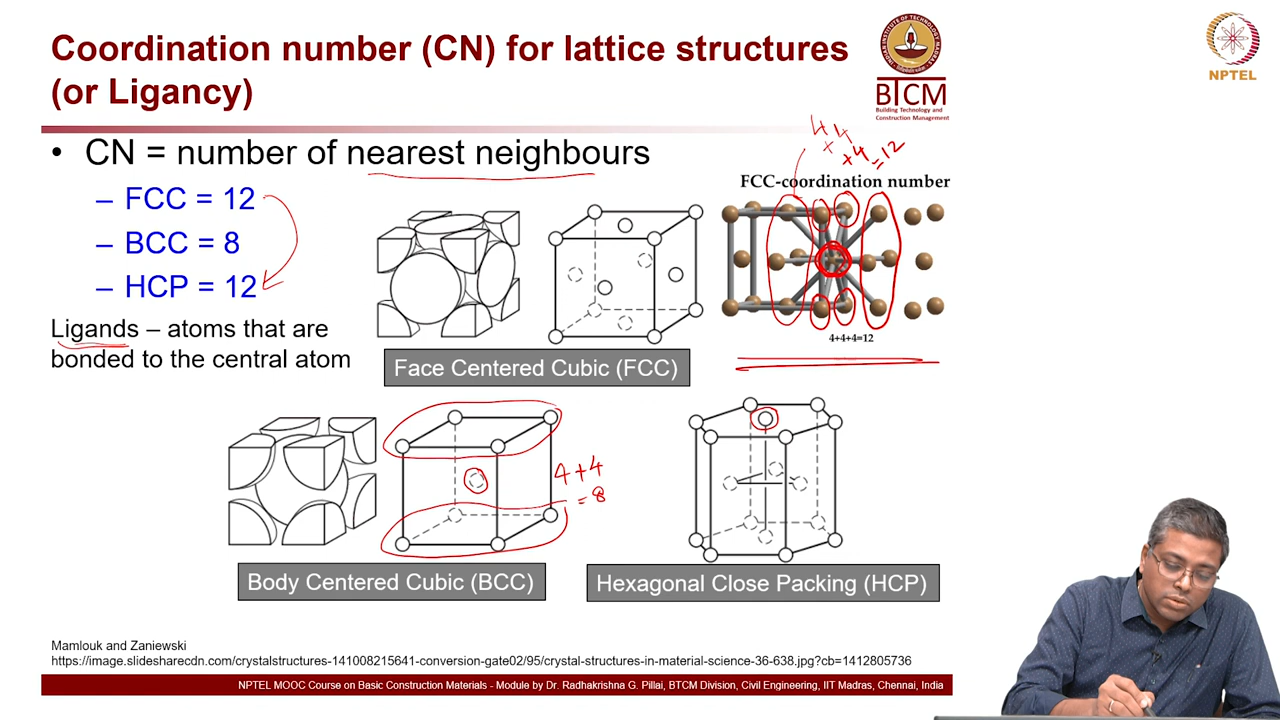 Coordination number (CN) for lattice structures
(or Ligancy)
BTCM
Building Technology and
Construction Management
NPTEL
• CN = number of nearest neighbours
– FCC = 12
– BCC = 8
– HCP = 12
Ligands – atoms that are
bonded to the central atom
4 4
+ +4 =12
FCC-coordination number
4+4+4=12
Face Centered Cubic (FCC)
4+4
=8
Body Centered Cubic (BCC)
Hexagonal Close Packing (HCP)
Mamlouk and Zaniewski
https://image.slidesharecdn.com/crystalstructures-141008215641-conversion-gate02/95/crystal-structures-in-material-science-36-638.jpg?cb=1412805736
NPTEL MOOC Course on Basic Construction Materials - Module by Dr. Radhakrishna G. Pillai, BTCM Division, Civil Engineering, IIT Madras, Chennai, India